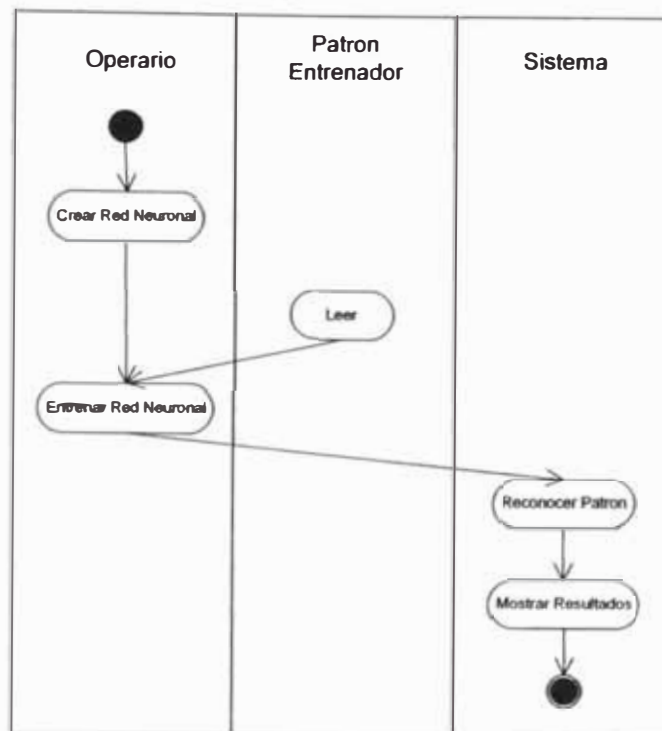 Operario
Patron
Entrenador
Sistema
Crear Red Neuronal
Leer
Entrenar Red Neuronal
Reconocer Patron
Mostrar Resultados